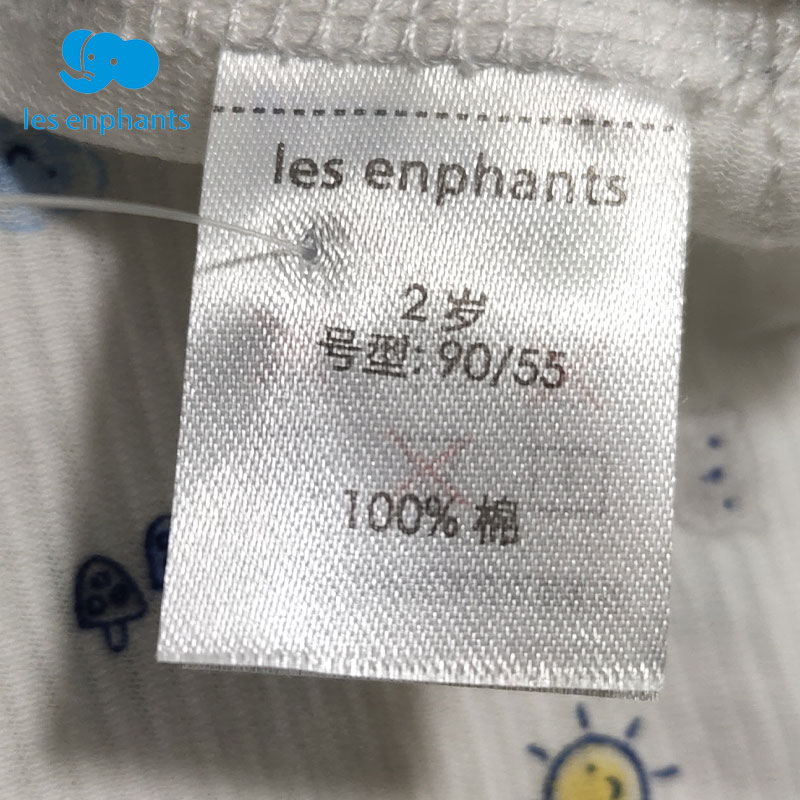 les enphants
les enphants
2 岁
号型: 90/55
100% 棉